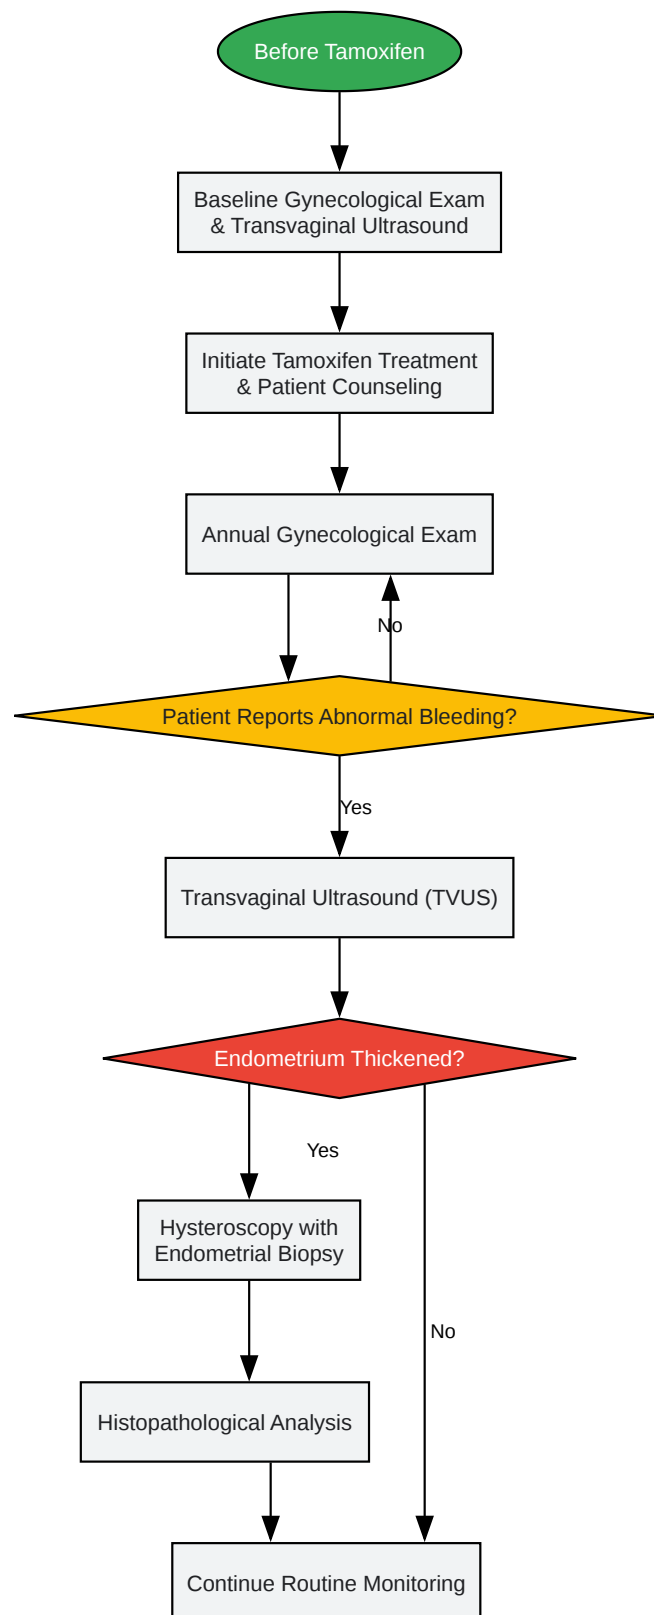 Before Tamoxifen
Baseline Gynecological Exam
& Transvaginal Ultrasound
Initiate Tamoxifen Treatment
& Patient Counseling
Annual Gynecological Exam
No
Patient Reports Abnormal Bleeding?
Yes
Transvaginal Ultrasound (TVUS)
Endometrium Thickened?
Yes
Hysteroscopy with
Endometrial Biopsy
No
Histopathological Analysis
Continue Routine Monitoring